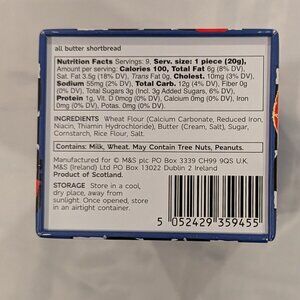 all butter shortbread
Nutrition Facts Servings: 9, Serv. size: 1 piece (20g),
Amount per serving: Calories 100, Total Fat 6g (8% DV),
Sat. Fat 3.5g (18% DV), Trans Fat 0g, Cholest. 10mg (3% DV),
Sodium 55mg (2% DV), Total Carb. 12g (4% DV), Fiber 0g
(0% DV), Total Sugars 3g (Incl. 3g Added Sugars, 6% DV),
Protein 1g, Vit. D 0mcg (0% DV), Calcium 0mg (0% DV), Iron
0mg (0% DV), Potas. 0mg (0% DV).
INGREDIENTS Wheat Flour (Calcium Carbonate, Reduced Iron,
Niacin, Thiamin Hydrochloride), Butter (Cream, Salt), Sugar,
Cornstarch, Rice Flour, Salt.
Contains: Milk, Wheat. May Contain Tree Nuts, Peanuts.
Manufactured for © M&S plc PO Box 3339 CH99 9QS U.K.
M&S (Ireland) Ltd PO Box 13022 Dublin 2 Ireland
Product of Scotland.
STORAGE Store in a cool,
dry place, away from
sunlight. Once opened, store
in an airtight container.
5 052429 359455